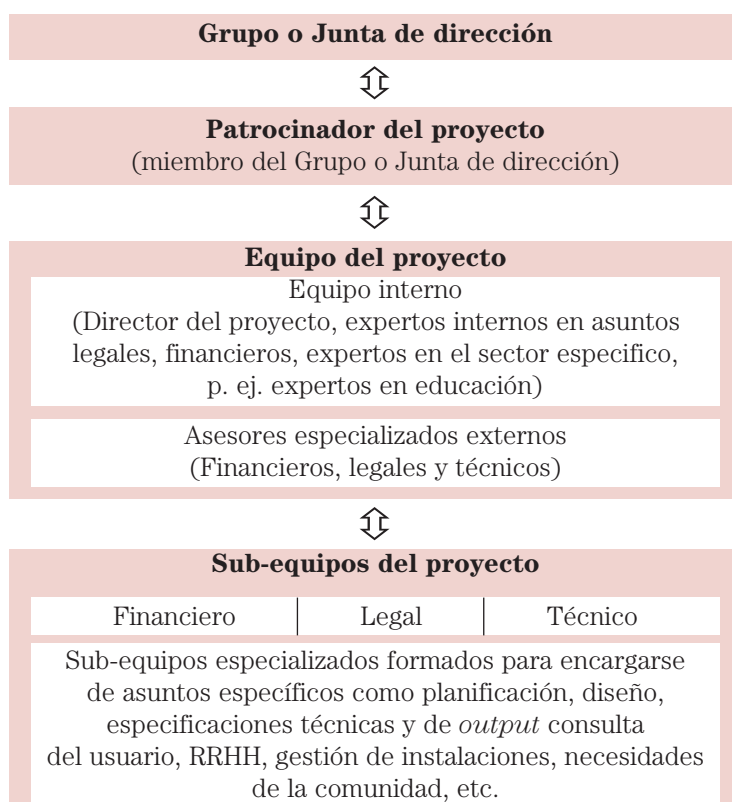 Grupo o Junta de dirección
Patrocinador del proyecto
(miembro del Grupo o Junta de dirección)
Equipo del proyecto
Equipo interno
(Director del proyecto, expertos internos en asuntos
legales, financieros, expertos en el sector especifico,
p. ej. expertos en educación)
Asesores especializados externos
(Financieros, legales y técnicos)
Sub-equipos del proyecto
Financiero Legal Técnico
Sub-equipos especializados formados para encargarse
de asuntos específicos como planificación, diseño,
especificaciones técnicas y de output consulta
del usuario, RRHH, gestión de instalaciones, necesidades
de la comunidad, etc.